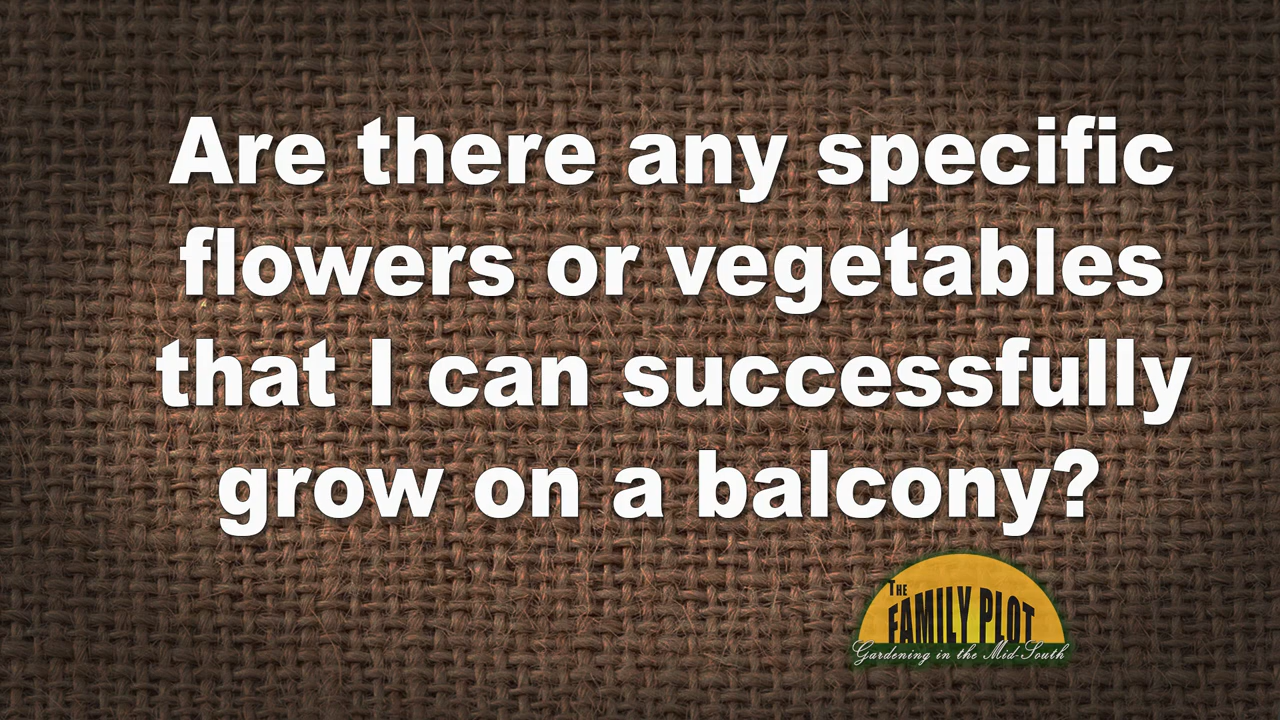 Are there any specific
flowers or vegetables
that I can successfully
grow on a balcony?
THE
FAMILY PLOT
Gardening in the Mid-South